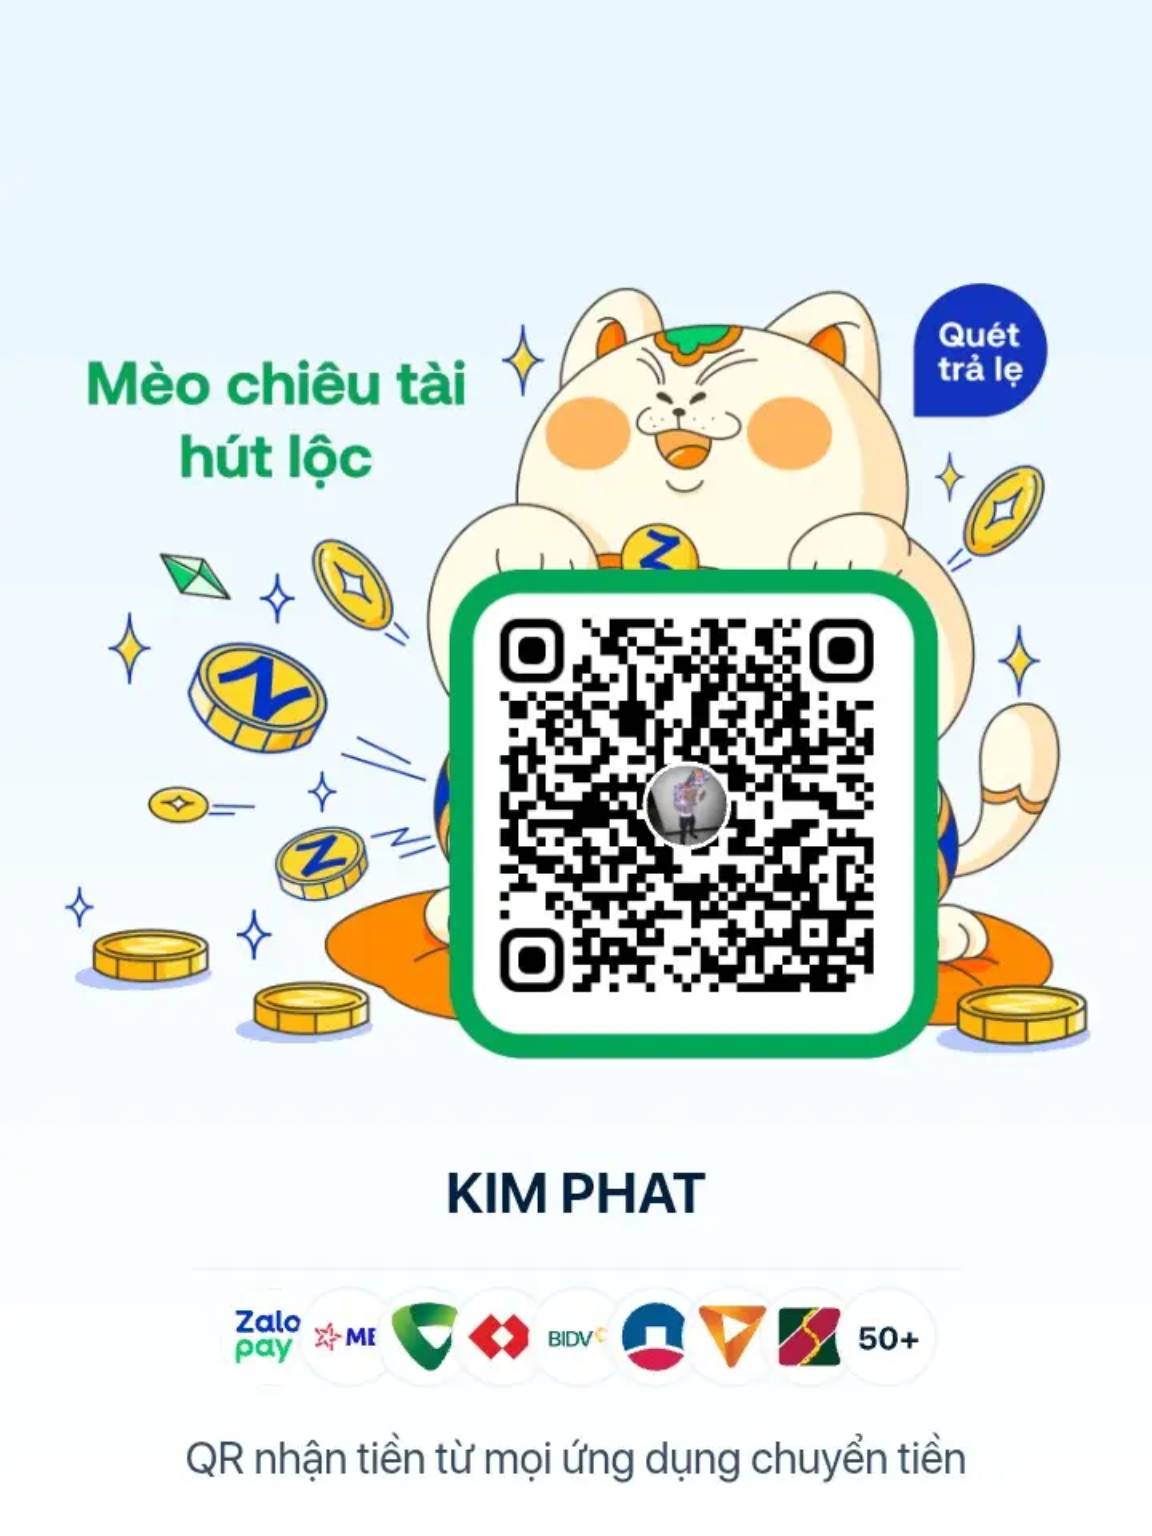 Mèo chiêu tài
hút lộc
Quét
trả lẹ
KIM PHAT
Zalo
pay
MB
BIDV
50+
QR nhận tiền từ mọi ứng dụng chuyển tiền